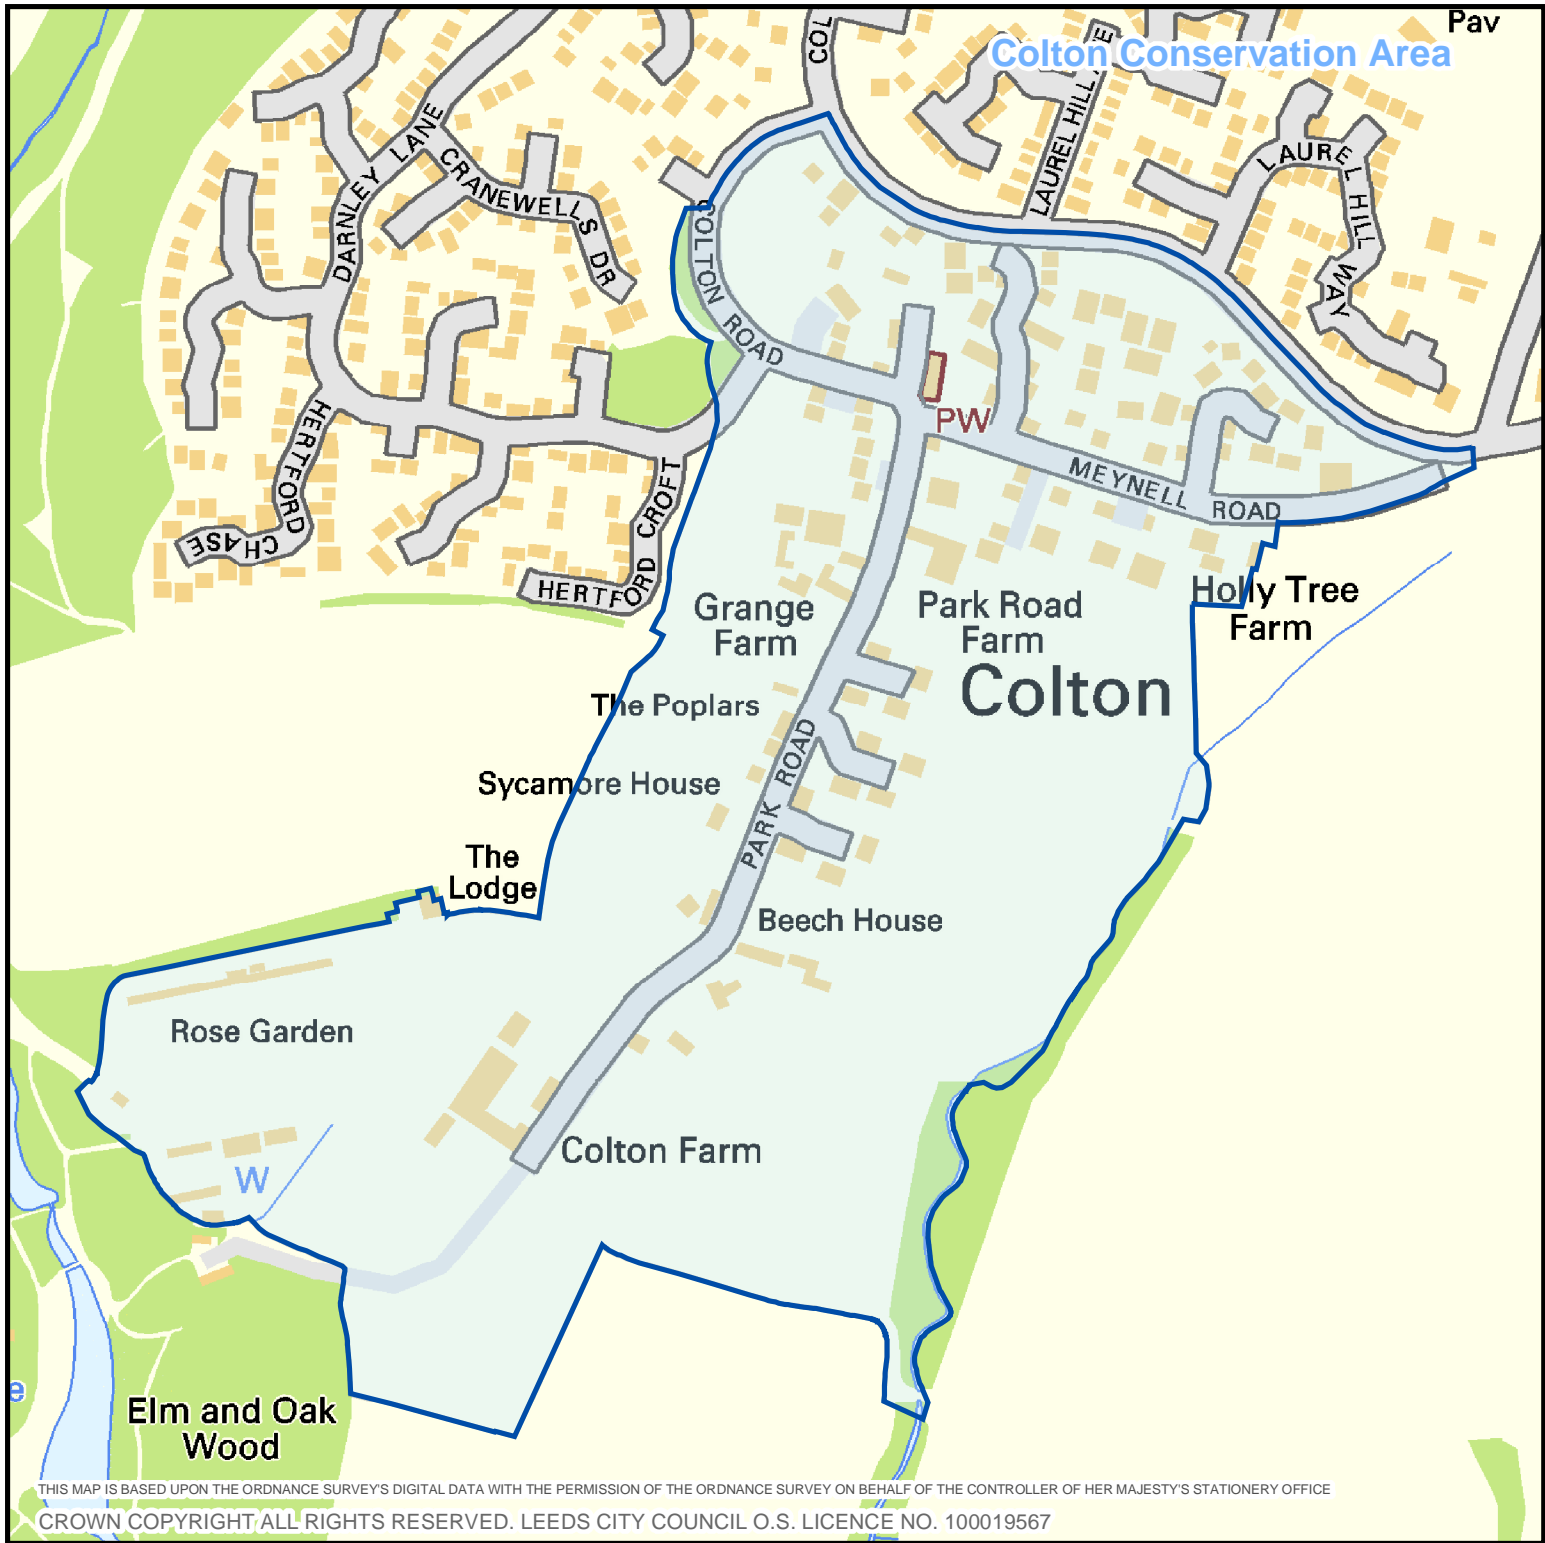 Pav
Colton Conservation Area
COL
LAUREL HILL
DARNLEY LANE
CRANEWELLS DR
LAUREL HILL WAY
COLTON ROAD
PW
HERTFORD CHASE
HERTFORD CROFT
MEYNELL ROAD
Grange
Farm
Park Road
Farm
Holly Tree
Farm
Colton
The Poplars
Sycamore House
PARK ROAD
The
Lodge
Beech House
Rose Garden
Colton Farm
W
e
Elm and Oak
Wood
THIS MAP IS BASED UPON THE ORDNANCE SURVEY'S DIGITAL DATA WITH THE PERMISSION OF THE ORDNANCE SURVEY ON BEHALF OF THE CONTROLLER OF HER MAJESTY'S STATIONERY OFFICE
CROWN COPYRIGHT ALL RIGHTS RESERVED. LEEDS CITY COUNCIL O.S. LICENCE NO. 100019567